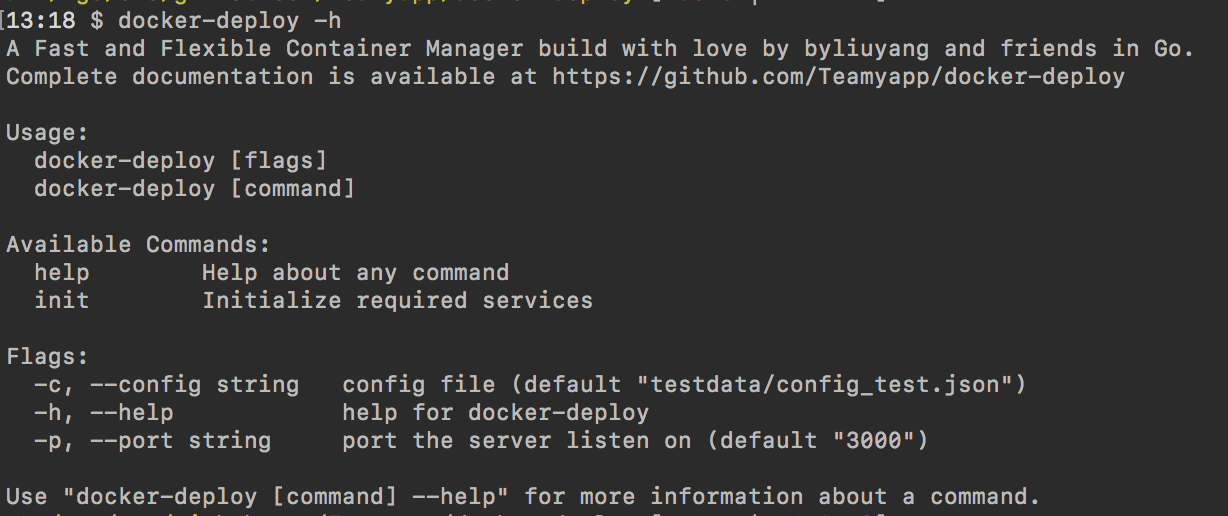 13:18 $ docker-deploy -h
A Fast and Flexible Container Manager build with love by byliuyang and friends in Go.
Complete documentation is available at https://github.com/Teamyapp/docker-deploy

Usage:
  docker-deploy [flags]
  docker-deploy [command]

Available Commands:
  help        Help about any command
  init        Initialize required services

Flags:
  -c, --config string   config file (default "testdata/config_test.json")
  -h, --help            help for docker-deploy
  -p, --port string     port the server listen on (default "3000")

Use "docker-deploy [command] --help" for more information about a command.